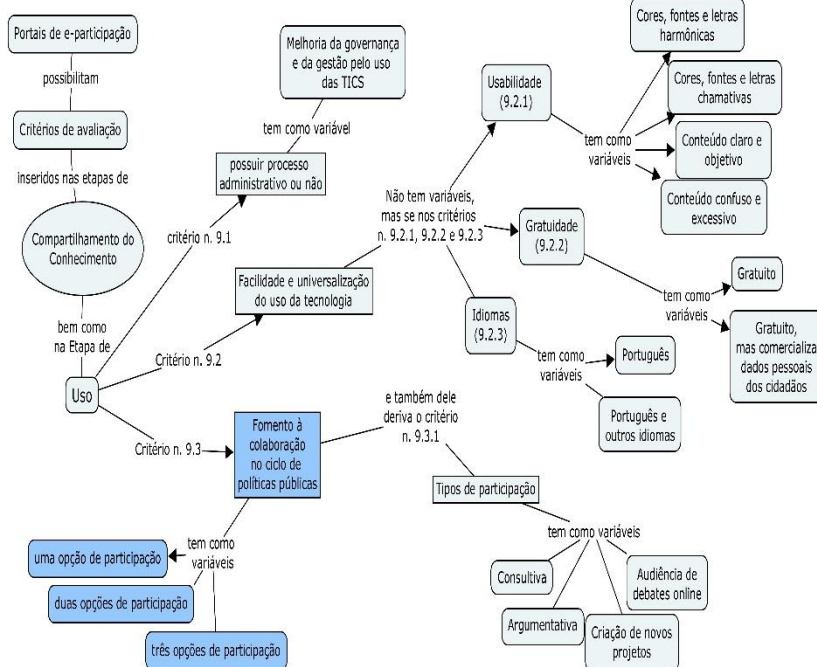 Portais de e-participação
possibilitam
Critérios de avaliação
inseridos nas etapas de
Compartilhamento do
Conhecimento
bem como
na Etapa de
Uso
critério n. 9.1
possuir processo
administrativo ou não
tem como variável
Melhoria da governança
e da gestão pelo uso
das TICS
Critério n. 9.2
Facilidade e universalização
do uso da tecnologia
Não tem variáveis,
mas se nos critérios
n. 9.2.1, 9.2.2 e 9.2.3
Usabilidade
(9.2.1)
tem como
variáveis
Cores, fontes e letras
harmônicas
Cores, fontes e letras
chamativas
Conteúdo claro e
objetivo
Conteúdo confuso e
excessivo
Gratuidade
(9.2.2)
tem como
variáveis
Gratuito
Gratuito,
mas comercializa
dados pessoais
dos cidadãos
Idiomas
(9.2.3)
tem como
variáveis
Português
Português e
outros idiomas
Critério n. 9.3
Fomento à
colaboração
no ciclo de
políticas públicas
tem como
variáveis
uma opção de participação
duas opções de participação
três opções de participação
e também dele
deriva o critério
n. 9.3.1
Tipos de participação
tem como variáveis
Consultiva
Argumentativa
Criação de novos
projetos
Audiência de
debates online